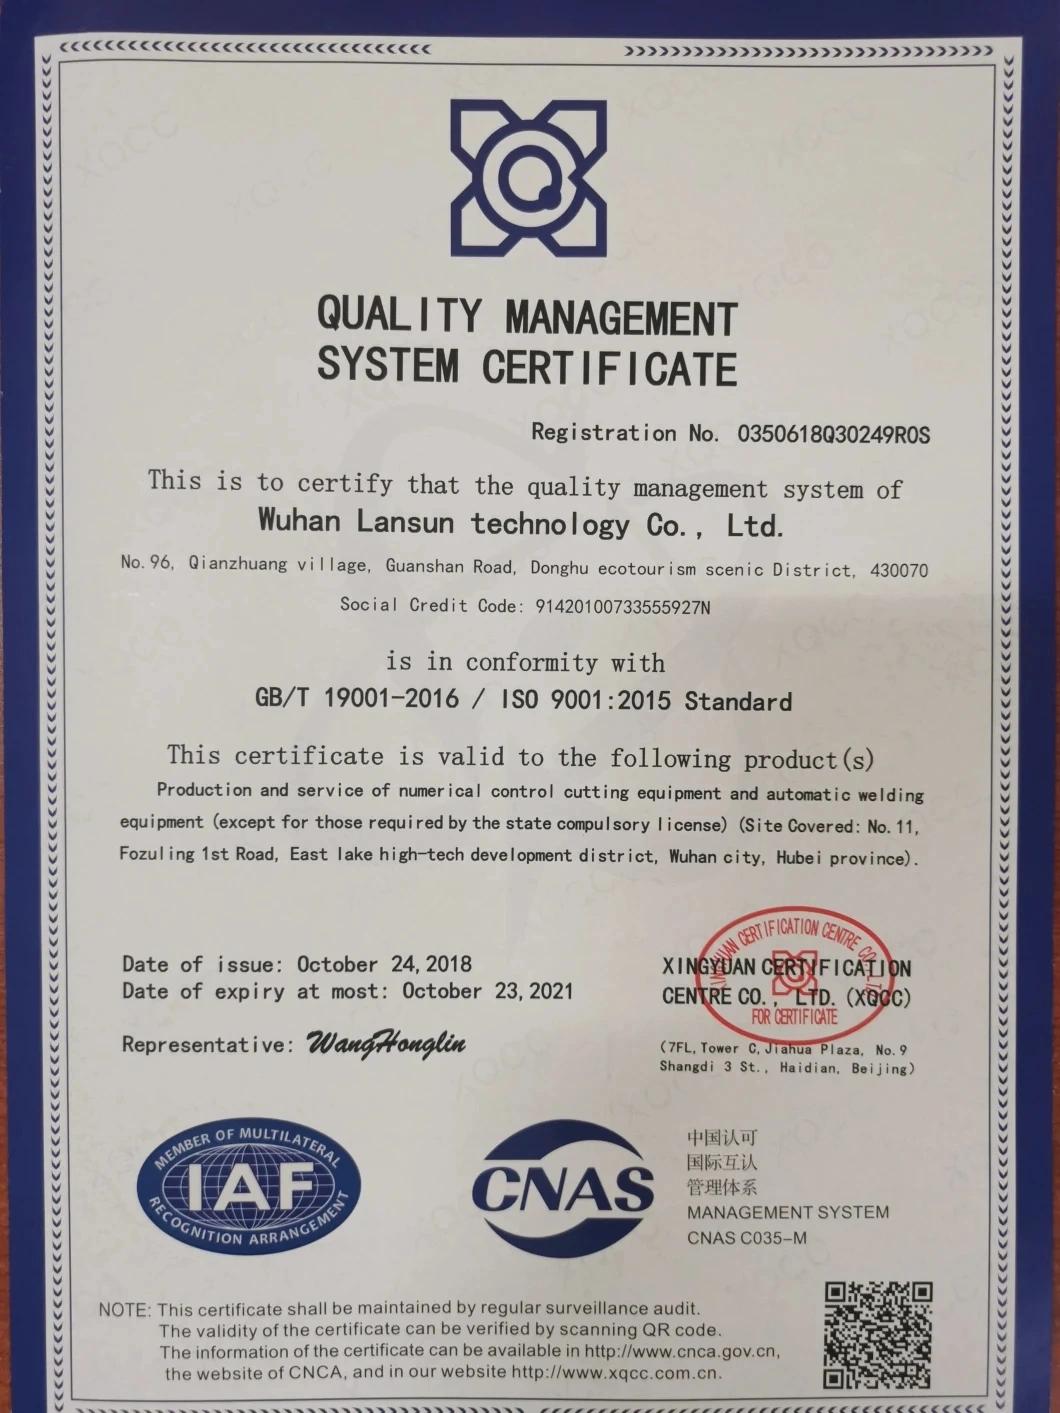 QUALITY MANAGEMENT
SYSTEM CERTIFICATE
Registration No. 0350618Q30249R0S
This is to certify that the quality management system of
Wuhan Lansun technology Co., Ltd.
No.96, Qianzhuang village, Guanshan Road, Donghu ecotourism scenic District, 430070
Social Credit Code: 91420100733555927N
is in conformity with
GB/T 19001-2016 / ISO 9001:2015 Standard
This certificate is valid to the following product(s)
Production and service of numerical control cutting equipment and automatic welding
equipment (except for those required by the state compulsory license) (Site Covered: No.11,
Fozuling 1st Road, East lake high-tech development district, Wuhan city, Hubei province).
Date of issue: October 24,2018
Date of expiry at most: October 23,2021
Representative: WangHonglin
XINGYUAN CERTIFICATION
CENTRE CO., LTD. (XQCC)
XINGYUAN CERTIFICATION CENTRE CO., LTD
FOR CERTIFICATE
(7FL, Tower C, Jiahua Plaza, No.9
Shangdi 3 St., Haidian, Beijing)
MEMBER OF MULTILATERAL
IAF
RECOGNITION ARRANGEMENT
CNAS
中国认可
国际互认
管理体系
MANAGEMENT SYSTEM
CNAS C035-M
NOTE: This certificate shall be maintained by regular surveillance audit.
The validity of the certificate can be verified by scanning QR code.
The information of the certificate can be available in http://www.cnca.gov.cn,
the website of CNCA, and in our website http://www.xqcc.com.cn.